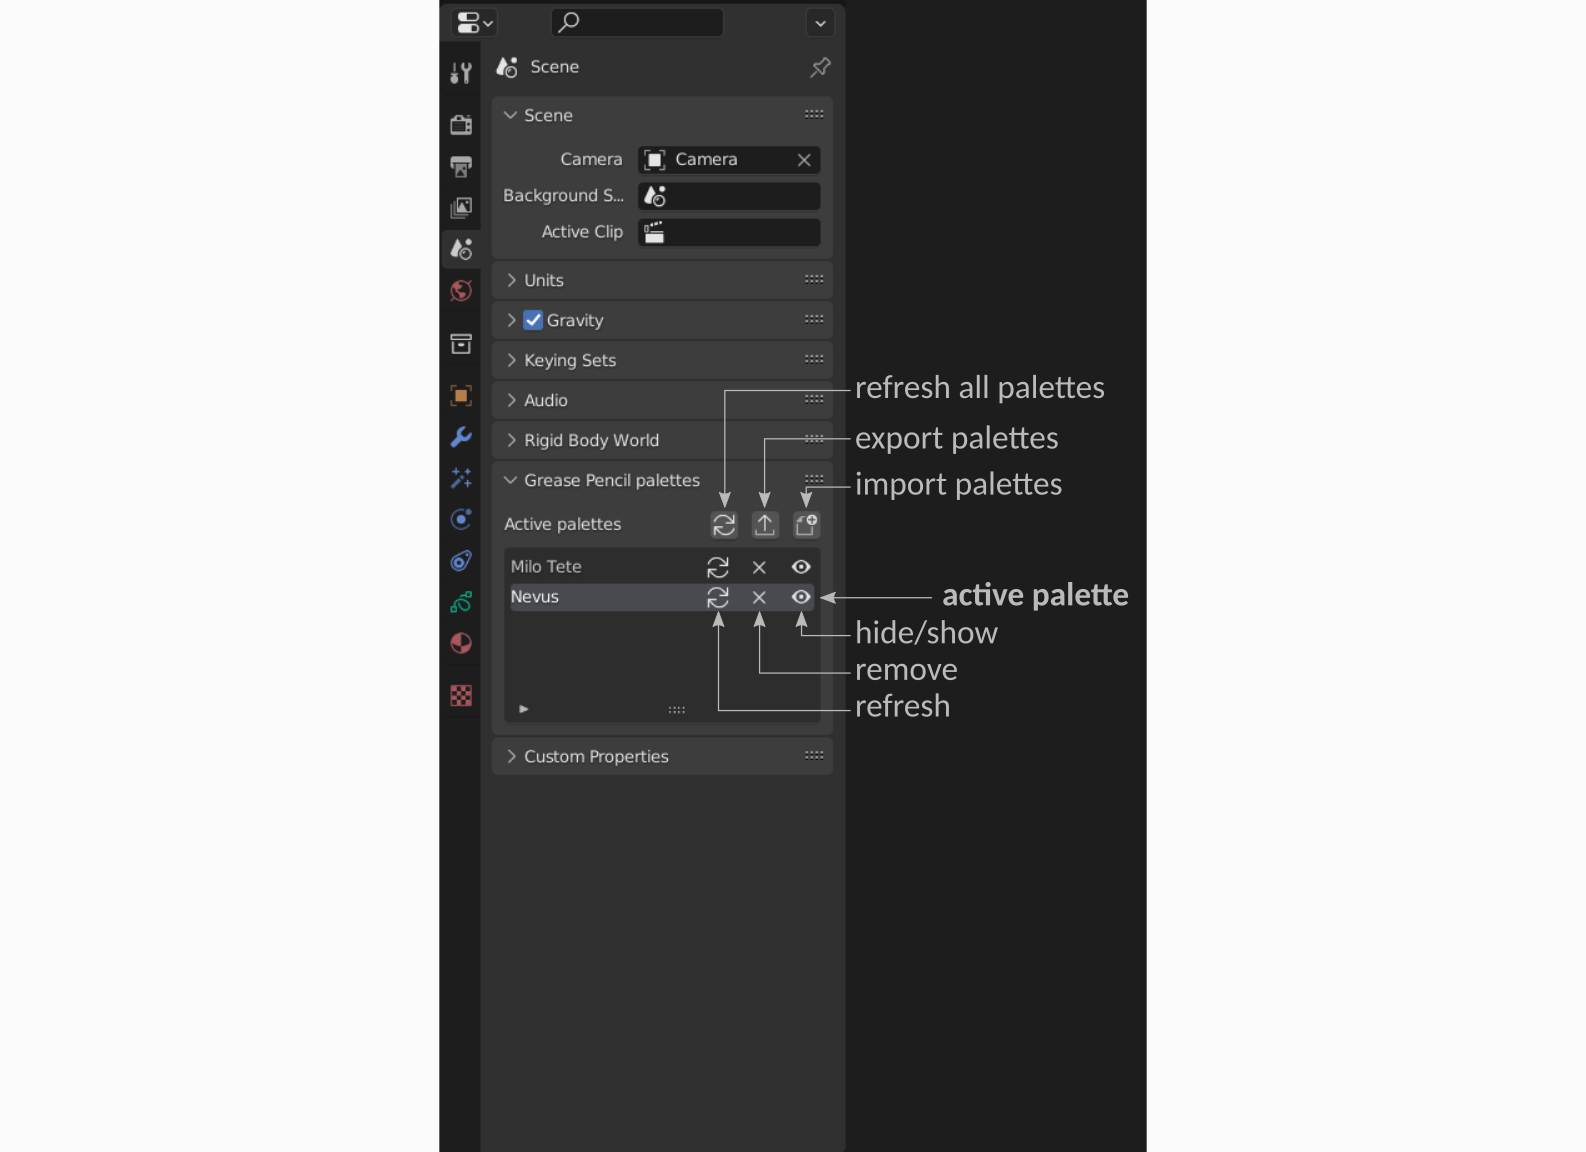 Scene
Scene
Camera Camera
Background S...
Active Clip
Units
Gravity
Keying Sets
refresh all palettes
Audio
export palettes
Rigid Body World
Grease Pencil palettes
import palettes
Active palettes
Milo Tete
Nevus
active palette
hide/show
remove
refresh
Custom Properties